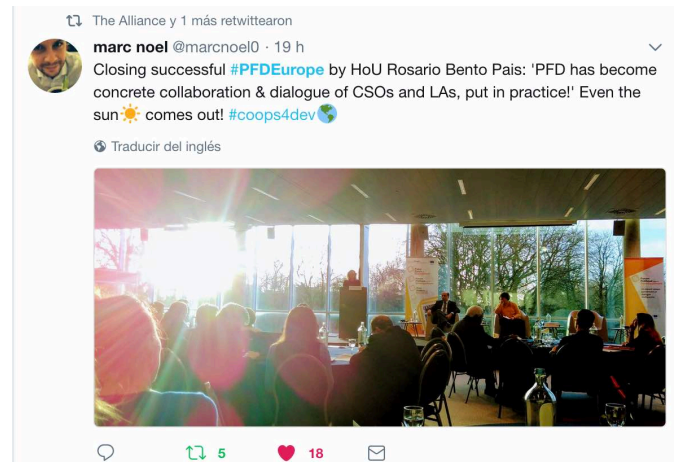 The Alliance y 1 más retwittearon
marc noel @marcnoel0 · 19 h
Closing successful #PFDEurope by HoU Rosario Bento Pais: 'PFD has become
concrete collaboration & dialogue of CSOs and LAs, put in practice!' Even the
sun☀️ comes out! #coops4dev🌎
Traducir del inglés
5 18